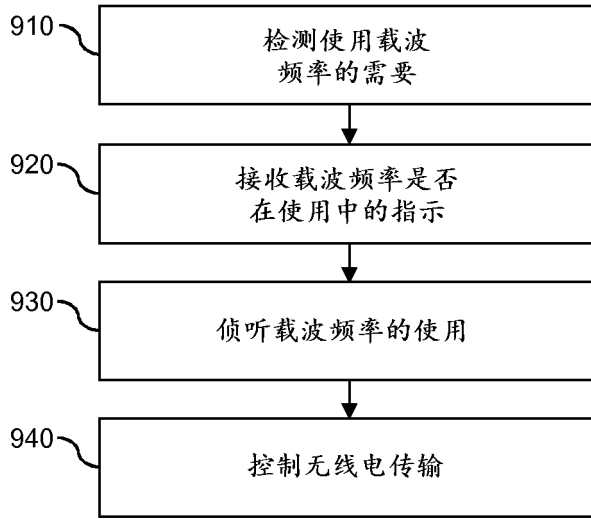 910
检测使用载波
频率的需要
920
接收载波频率是否
在使用中的指示
930
侦听载波频率的使用
940
控制无线电传输